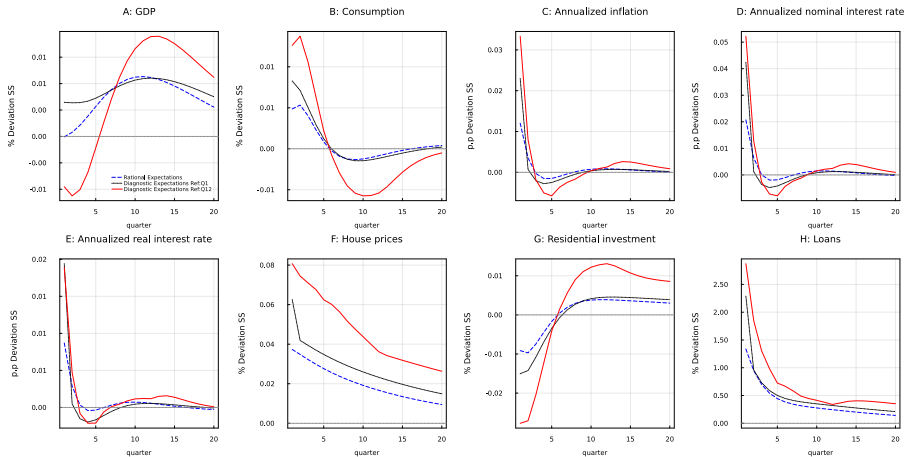 A: GDP
% Deviation SS
0.01
0.01
0.00
0.00
-0.00
-0.01
Rational Expectations
Diagnostic Expectations Ref:Q1
Diagnostic Expectations Ref:Q12
5 10 15 20
quarter
B: Consumption
% Deviation SS
0.01
0.01
0.00
-0.01
5 10 15 20
quarter
C: Annualized inflation
p,p Deviation SS
0.03
0.02
0.01
0.00
5 10 15 20
quarter
D: Annualized nominal interest rate
p,p Deviation SS
0.05
0.04
0.03
0.02
0.01
0.00
5 10 15 20
quarter
E: Annualized real interest rate
p,p Deviation SS
0.02
0.01
0.01
0.01
0.00
5 10 15 20
quarter
F: House prices
% Deviation SS
0.08
0.06
0.04
0.02
0.00
5 10 15 20
quarter
G: Residential investment
% Deviation SS
0.01
0.00
-0.01
-0.02
5 10 15 20
quarter
H: Loans
% Deviation SS
2.50
2.00
1.50
1.00
0.50
0.00
5 10 15 20
quarter